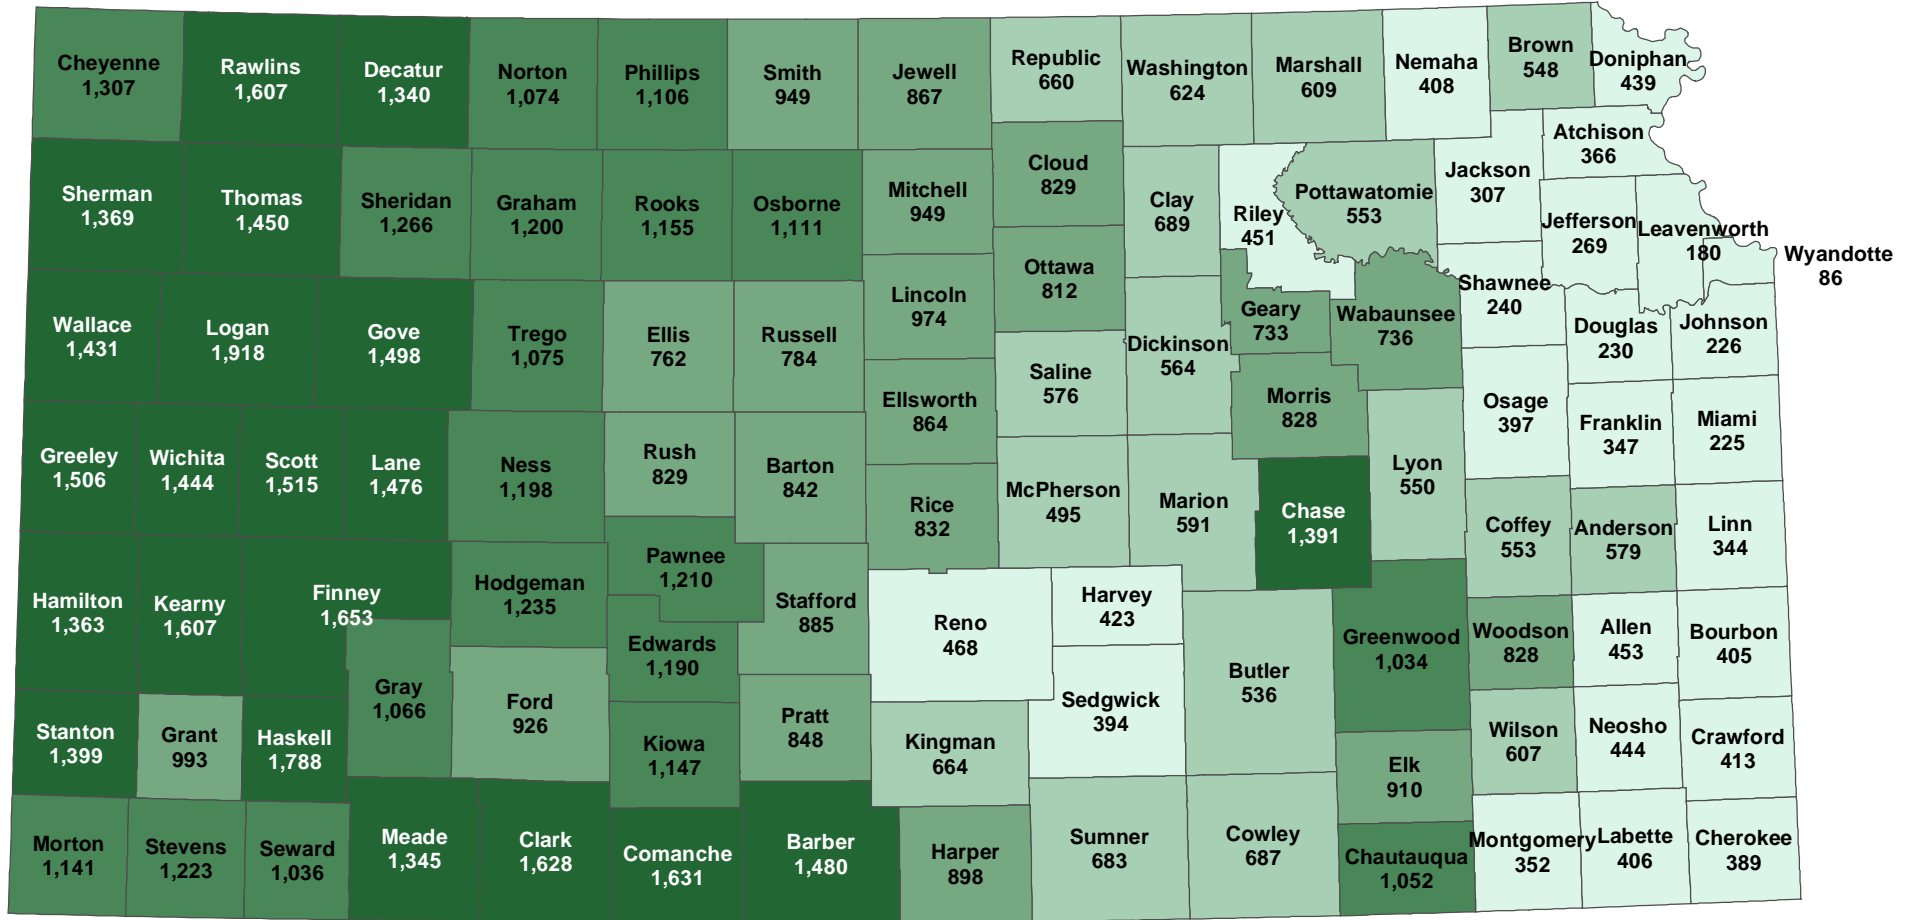 Cheyenne
1,307
Rawlins
1,607
Decatur
1,340
Norton
1,074
Phillips
1,106
Smith
949
Jewell
867
Republic
660
Washington
624
Marshall
609
Nemaha
408
Brown
548
Doniphan
439
Sherman
1,369
Thomas
1,450
Sheridan
1,266
Graham
1,200
Rooks
1,155
Osborne
1,111
Mitchell
949
Cloud
829
Clay
689
Riley
451
Pottawatomie
553
Jackson
307
Atchison
366
Jefferson
269
Leavenworth
180
Wyandotte
86
Wallace
1,431
Logan
1,918
Gove
1,498
Trego
1,075
Ellis
762
Russell
784
Lincoln
974
Ottawa
812
Saline
576
Dickinson
564
Geary
733
Wabaunsee
736
Shawnee
240
Douglas
230
Johnson
226
Greeley
1,506
Wichita
1,444
Scott
1,515
Lane
1,476
Ness
1,198
Rush
829
Barton
842
Ellsworth
864
Rice
832
McPherson
495
Marion
591
Morris
828
Chase
1,391
Lyon
550
Osage
397
Franklin
347
Miami
225
Coffey
553
Anderson
579
Linn
344
Hamilton
1,363
Kearny
1,607
Finney
1,653
Hodgeman
1,235
Pawnee
1,210
Stafford
885
Edwards
1,190
Reno
468
Harvey
423
Sedgwick
394
Butler
536
Greenwood
1,034
Woodson
828
Allen
453
Bourbon
405
Stanton
1,399
Grant
993
Haskell
1,788
Gray
1,066
Ford
926
Kiowa
1,147
Pratt
848
Kingman
664
Elk
910
Wilson
607
Neosho
444
Crawford
413
Morton
1,141
Stevens
1,223
Seward
1,036
Meade
1,345
Clark
1,628
Comanche
1,631
Barber
1,480
Harper
898
Sumner
683
Cowley
687
Chautauqua
1,052
Montgomery
352
Labette
406
Cherokee
389